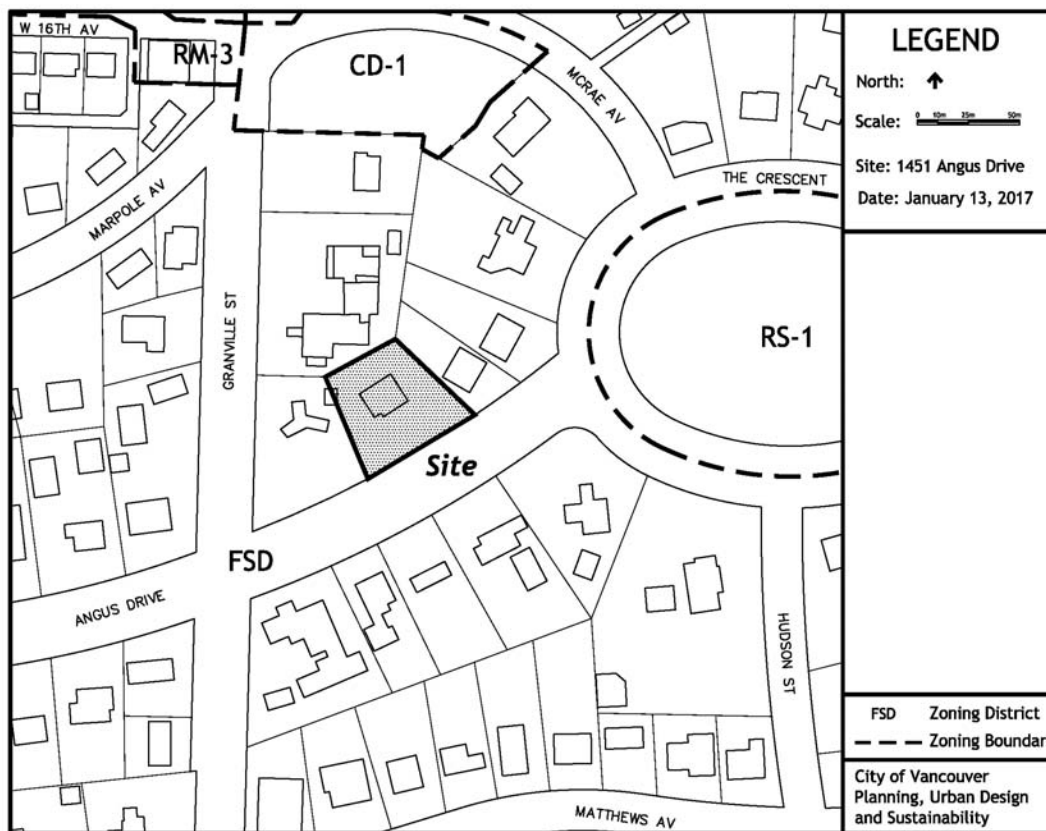 W 16TH AV
RM-3
CD-1
MCRAE AV
THE CRESCENT
MARPOLE AV
GRANVILLE ST
RS-1
Site
FSD
ANGUS DRIVE
HUDSON ST
MATTHEWS AV
LEGEND
North:
Scale: 0 10m 25m 50m
Site: 1451 Angus Drive
Date: January 13, 2017
FSD Zoning District
Zoning Boundar
City of Vancouver
Planning, Urban Design
and Sustainability